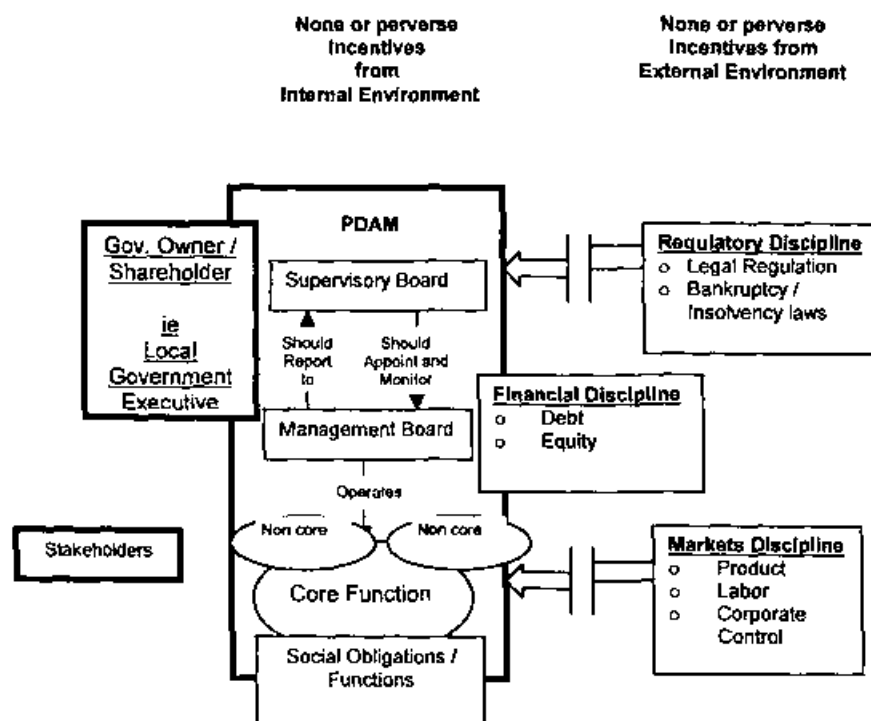 None or perverse
Incentives
from
Internal Environment
None or perverse
Incentives from
External Environment
PDAM
Gov. Owner /
Shareholder
ie
Local
Government
Executive
Supervisory Board
Should
Report
to
Should
Appoint and
Monitor
Management Board
Operates
Non core
Non core
Core Function
Social Obligations /
Functions
Stakeholders
Regulatory Discipline
o Legal Regulation
o Bankruptcy /
Insolvency laws
Financial Discipline
o Debt
o Equity
Markets Discipline
o Product
o Labor
o Corporate
Control